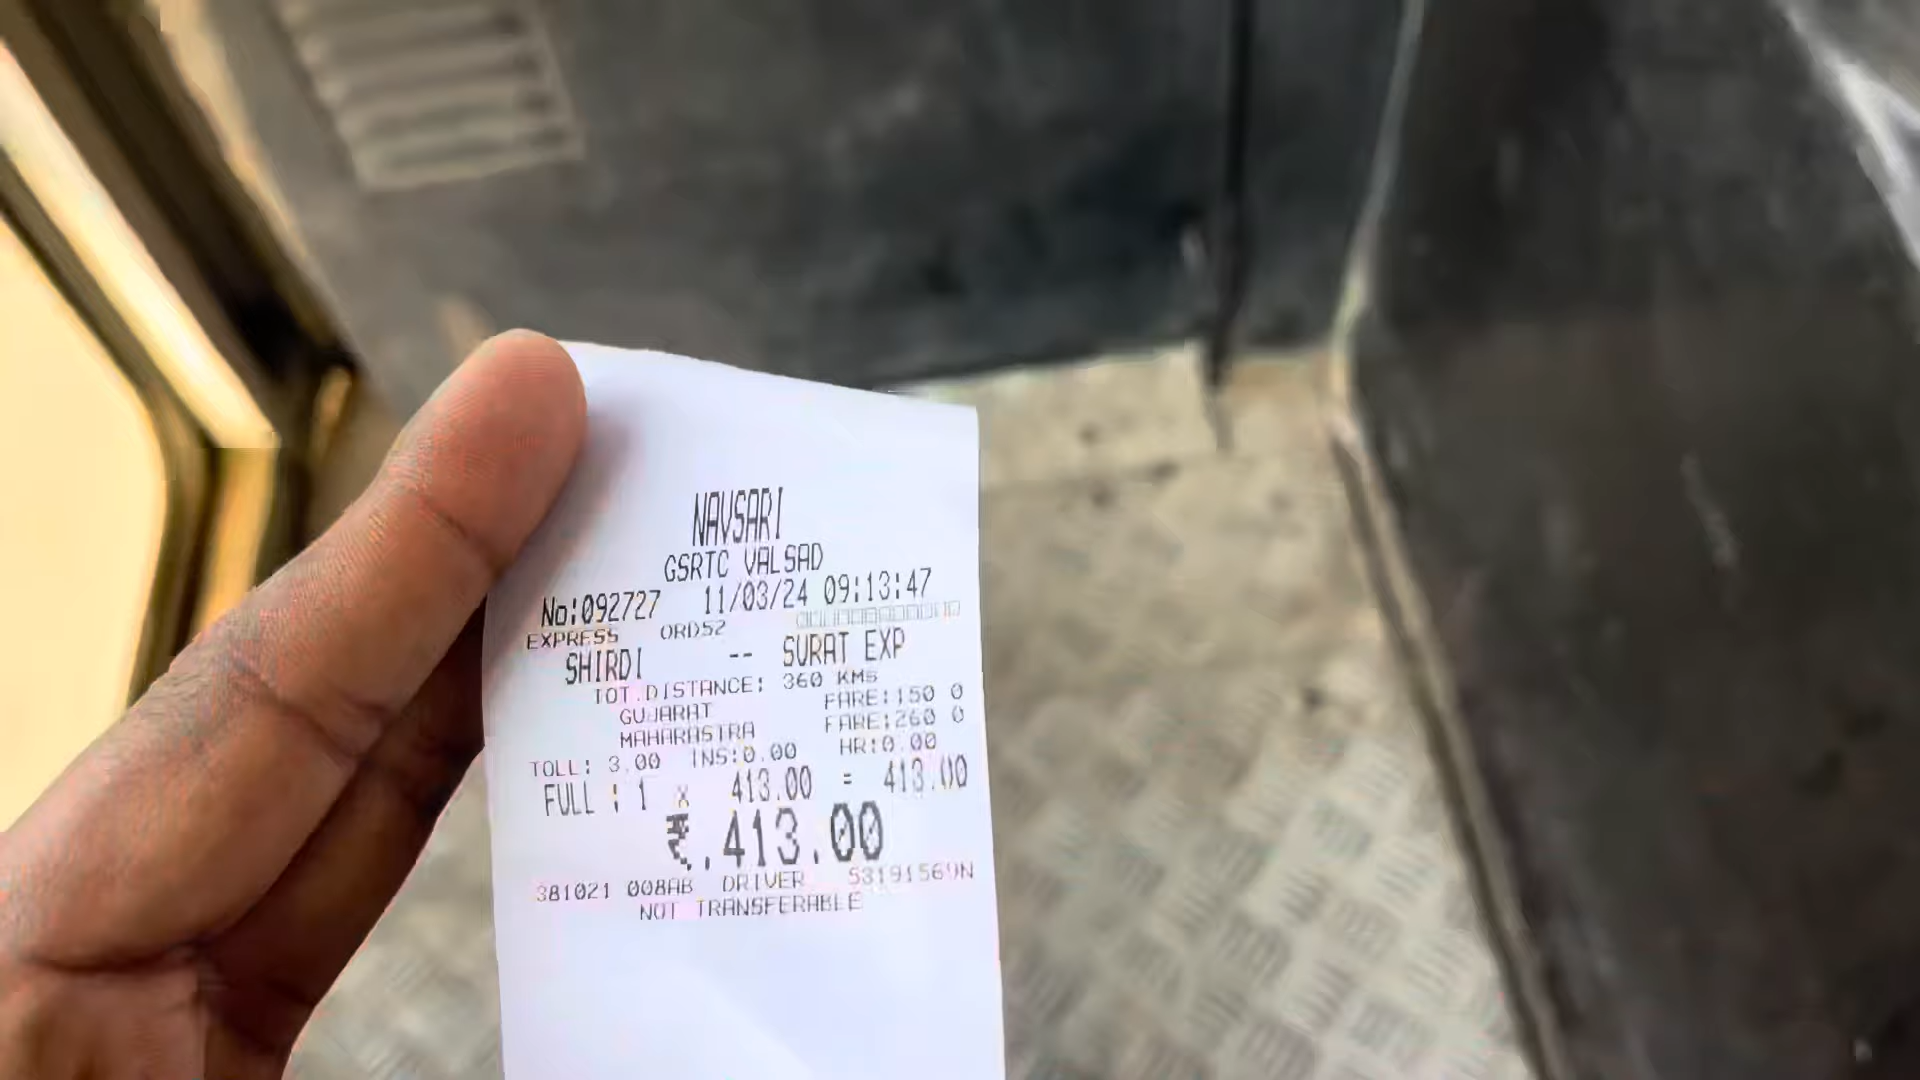 NAVSARI
GSRTC VALSAD
No:092727 11/03/24 09:13:47
EXPRESS ORD52
SHIRDI -- SURAT EXP
TOT.DISTANCE: 360 KMS
GUJARAT FARE:150 0
MAHARASTRA FARE:260 0
TOLL: 3.00 INS:0.00 HR:0.00
FULL : 1 x 413.00 = 413.00
₹.413.00
381021 008AB DRIVER 53191569N
NOT TRANSFERABLE